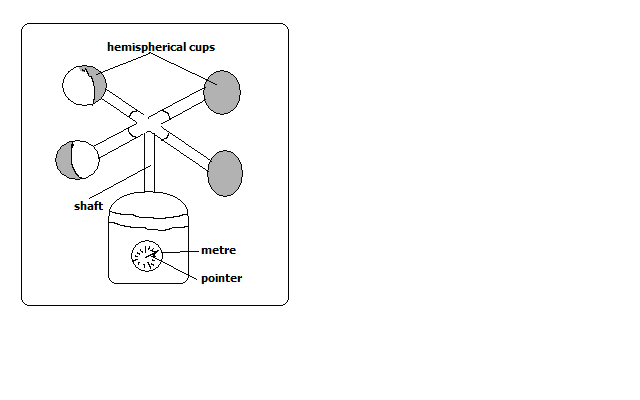 hemispherical cups
shaft
metre
pointer